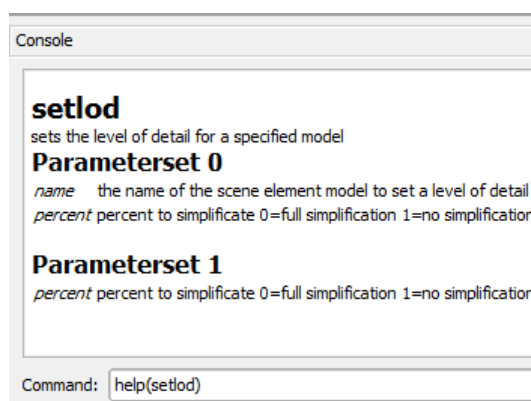 Console
setlod
sets the level of detail for a specified model
Parameterset 0
name the name of the scene element model to set a level of detail
percent percent to simplificate 0=full simplification 1=no simplification
Parameterset 1
percent percent to simplificate 0=full simplification 1=no simplification
Command: help(setlod)